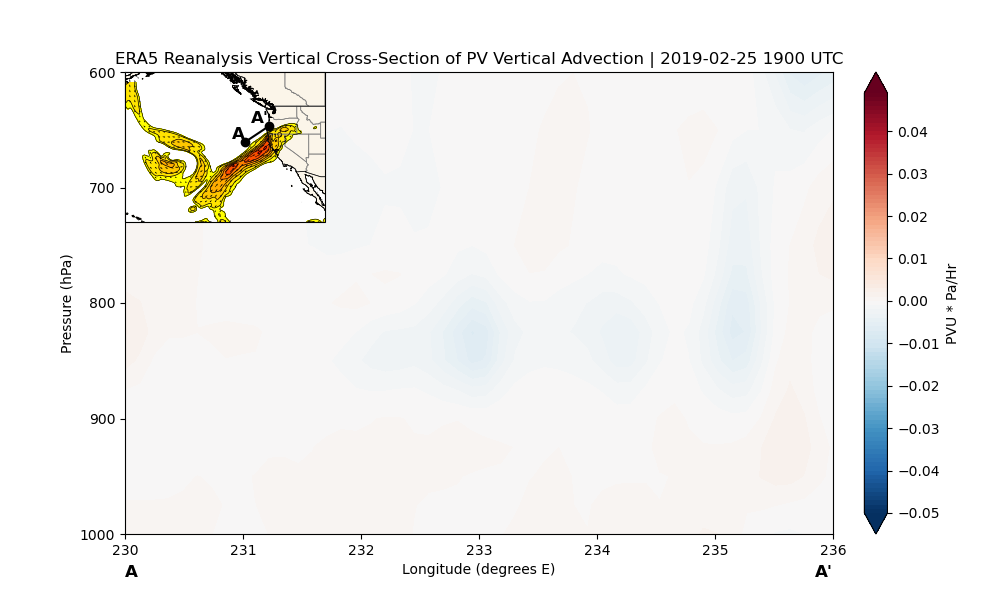 ERA5 Reanalysis Vertical Cross-Section of PV Vertical Advection | 2019-02-25 1900 UTC
600
700
800
900
1000
Pressure (hPa)
A
A'
230
231
232
233
234
235
236
A
Longitude (degrees E)
A'
0.04
0.03
0.02
0.01
0.00
−0.01
−0.02
−0.03
−0.04
−0.05
PVU * Pa/Hr